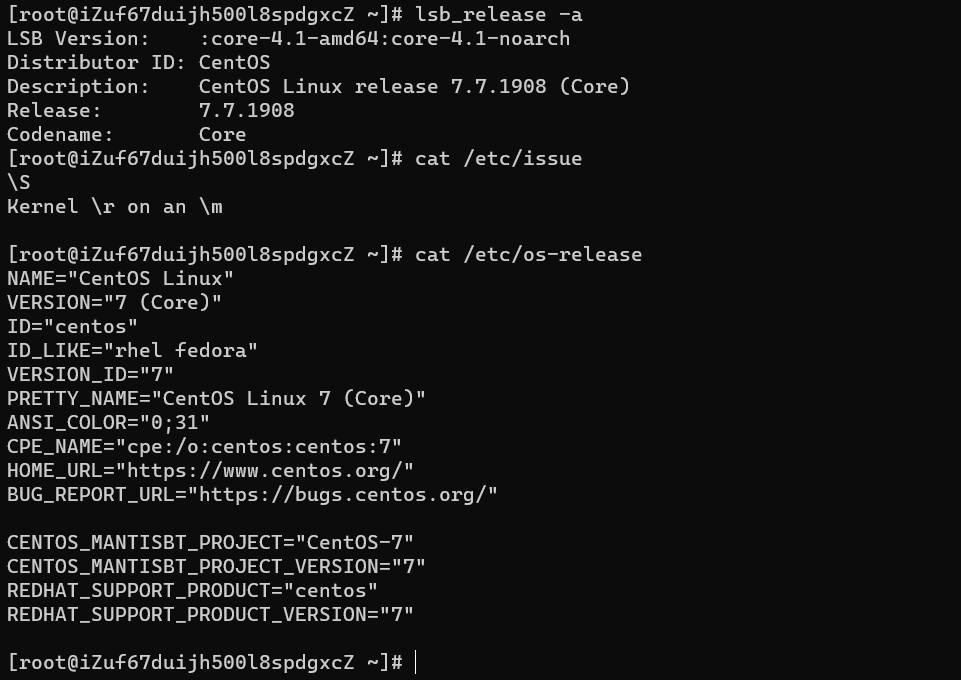 [root@iZuf67duijh500l8spdgxcZ ~]# lsb_release -a
LSB Version:    :core-4.1-amd64:core-4.1-noarch
Distributor ID: CentOS
Description:    CentOS Linux release 7.7.1908 (Core)
Release:        7.7.1908
Codename:       Core
[root@iZuf67duijh500l8spdgxcZ ~]# cat /etc/issue
\S
Kernel \r on an \m
[root@iZuf67duijh500l8spdgxcZ ~]# cat /etc/os-release
NAME="CentOS Linux"
VERSION="7 (Core)"
ID="centos"
ID_LIKE="rhel fedora"
VERSION_ID="7"
PRETTY_NAME="CentOS Linux 7 (Core)"
ANSI_COLOR="0;31"
CPE_NAME="cpe:/o:centos:centos:7"
HOME_URL="https://www.centos.org/"
BUG_REPORT_URL="https://bugs.centos.org/"
CENTOS_MANTISBT_PROJECT="CentOS-7"
CENTOS_MANTISBT_PROJECT_VERSION="7"
REDHAT_SUPPORT_PRODUCT="centos"
REDHAT_SUPPORT_PRODUCT_VERSION="7"
[root@iZuf67duijh500l8spdgxcZ ~]#